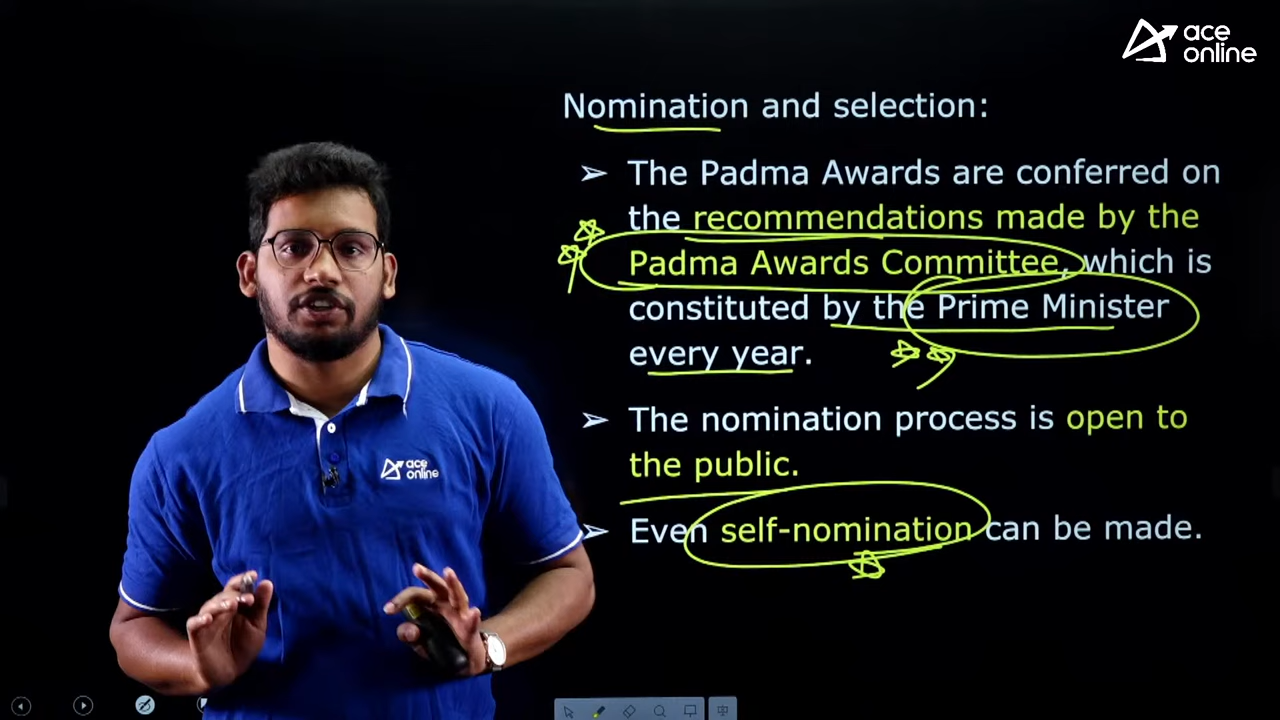 ace
online
Nomination and selection:
➢ The Padma Awards are conferred on
the recommendations made by the
Padma Awards Committee, which is
constituted by the Prime Minister
every year.
➢ The nomination process is open to
the public.
➢ Even self-nomination can be made.
ace
online